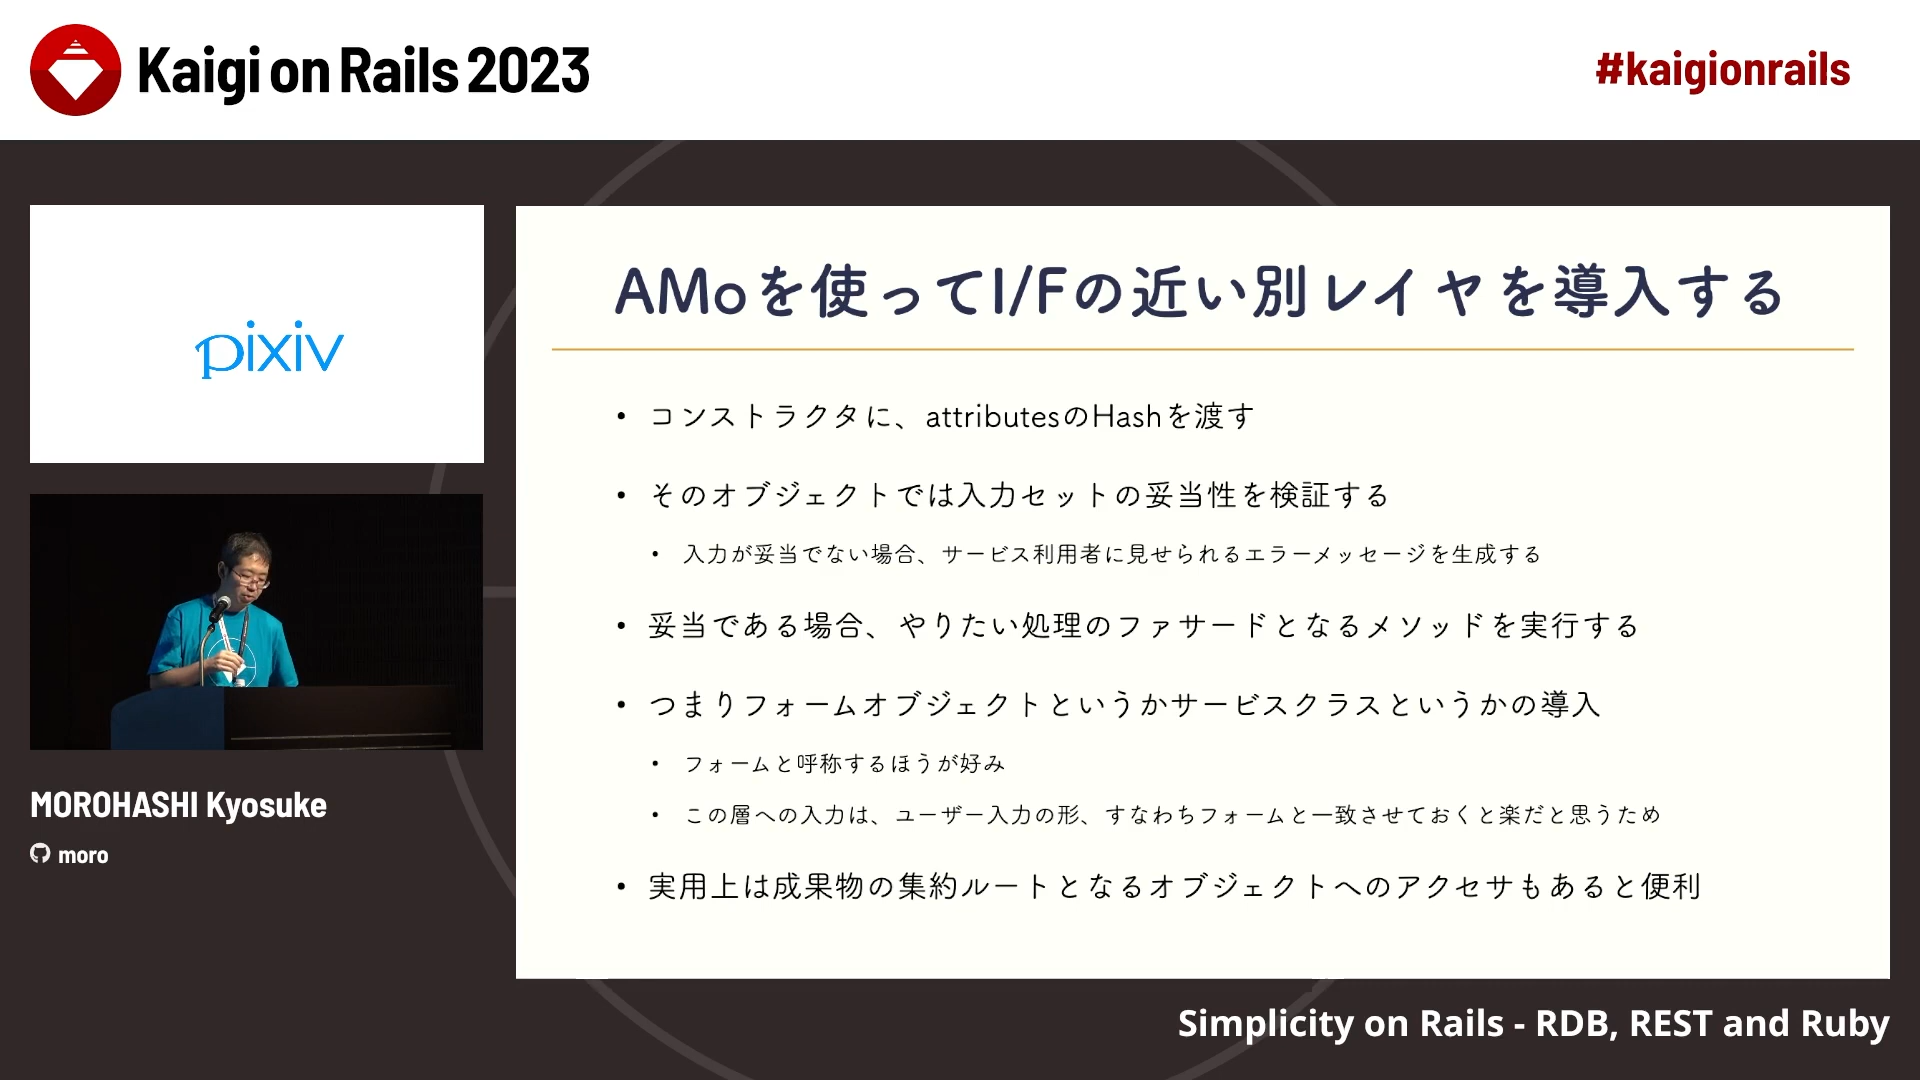 Kaigi on Rails 2023
#kaigionrails
pixiv
MOROHASHI Kyosuke
moro
AMoを使ってI/Fの近い別レイヤを導入する
• コンストラクタに、attributesのHashを渡す
• そのオブジェクトでは入力セットの妥当性を検証する
• 入力が妥当でない場合、サービス利用者に見せられるエラーメッセージを生成する
• 妥当である場合、やりたい処理のファサードとなるメソッドを実行する
• つまりフォームオブジェクトというかサービスクラスというかの導入
• フォームと呼称するほうが好み
• この層への入力は、ユーザー入力の形、すなわちフォームと一致させておくと楽だと思うため
• 実用上は成果物の集約ルートとなるオブジェクトへのアクセサもあると便利
Simplicity on Rails - RDB, REST and Ruby